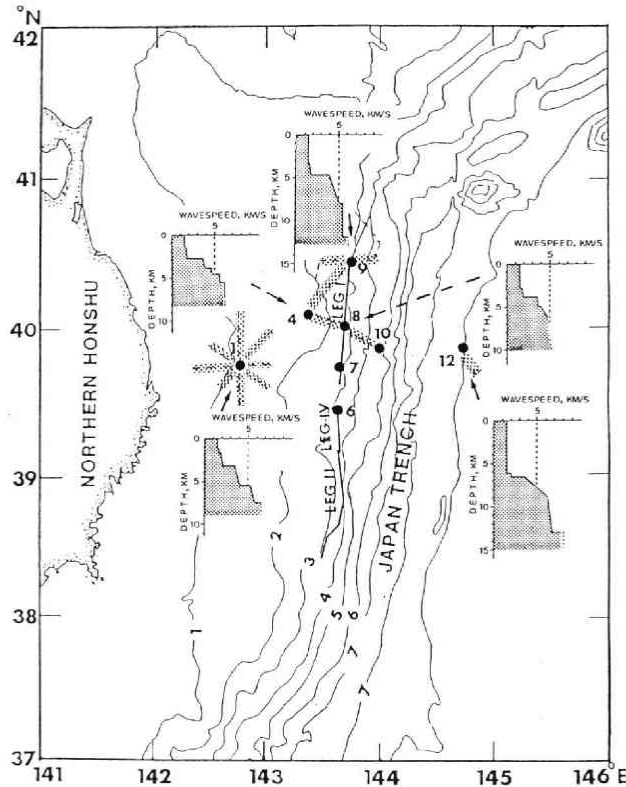 °N
42
41
40
39
38
37
141
142
143
144
145
146
°E
NORTHERN HONSHU
JAPAN TRENCH
LEG I
LEG IV
LEG II
WAVESPEED, KM/S
5
DEPTH, KM
0
5
10
15
WAVESPEED, KM/S
5
DEPTH, KM
0
5
10
WAVESPEED, KM/S
5
DEPTH, KM
0
5
10
WAVESPEED, KM/S
5
DEPTH, KM
0
5
10
WAVESPEED, KM/S
5
DEPTH, KM
0
5
10
15
9
4
8
10
1
7
12
6
1
2
3
4
5
6
7
7